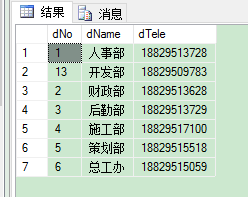 结果 消息
dNo dName dTele
1 1 人事部 18829513728
2 13 开发部 18829509783
3 2 财政部 18829513628
4 3 后勤部 18829513729
5 4 施工部 18829517100
6 5 策划部 18829515518
7 6 总工办 18829515059